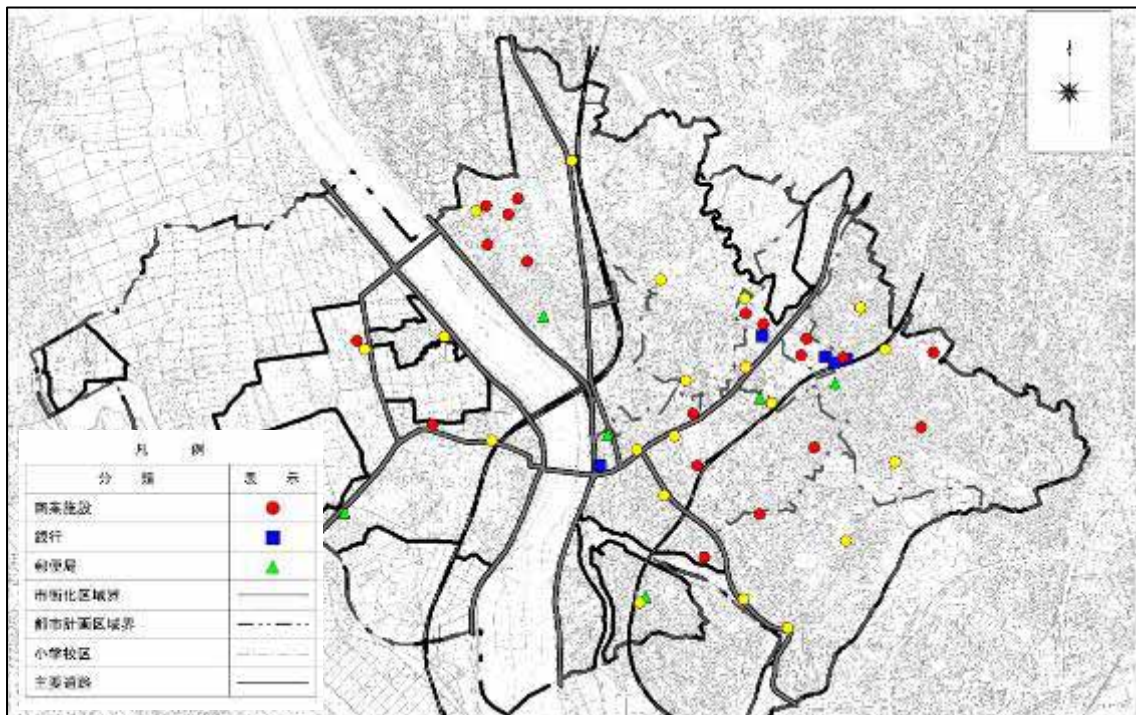 凡 例
分 類 表 示
商業施設
銀行
郵便局
市街化区域界
都市計画区域界
小学校区
主要道路